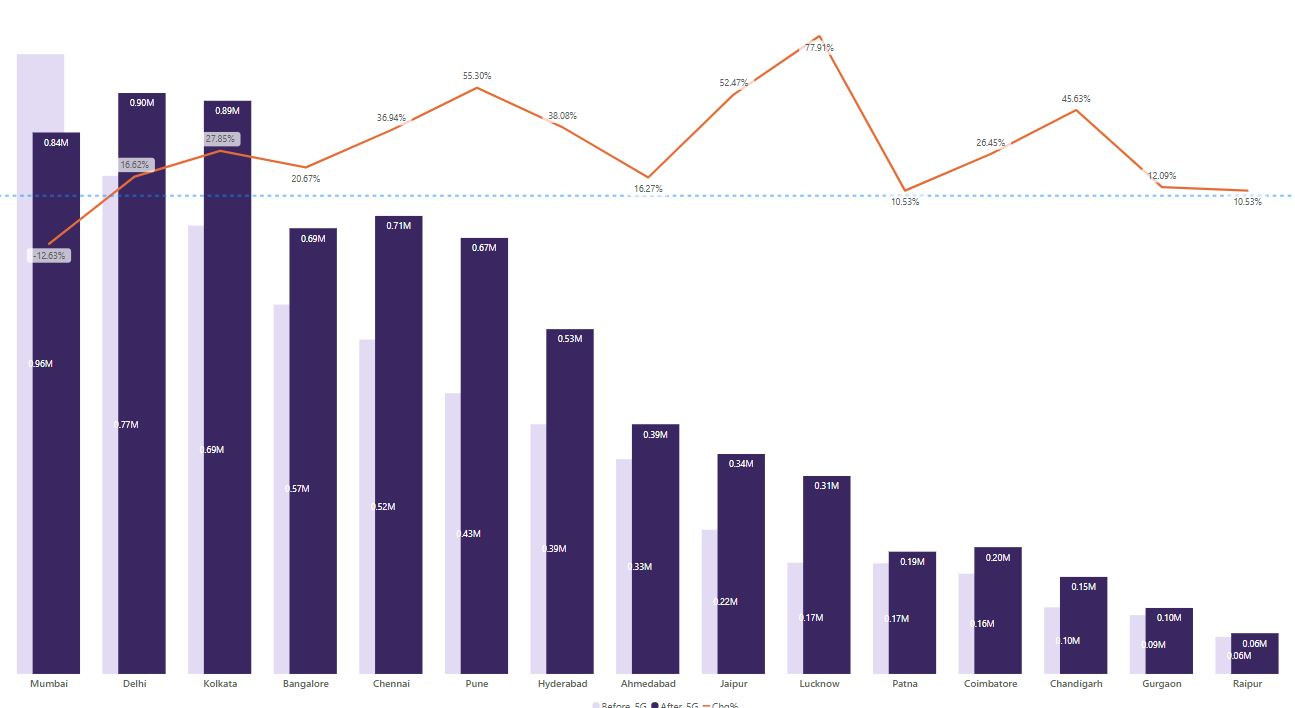 77.91%
55.30%
52.47%
0.90M
45.63%
0.89M
36.94%
38.08%
0.84M
27.85%
26.45%
16.62%
20.67%
12.09%
16.27%
10.53%
10.53%
0.71M
0.69M
0.67M
-12.63%
0.53M
0.96M
0.77M
0.39M
0.69M
0.34M
0.57M
0.31M
0.52M
0.43M
0.39M
0.20M
0.19M
0.33M
0.15M
0.22M
0.17M
0.17M
0.10M
0.16M
0.10M
0.09M
0.06M
0.06M
Mumbai Delhi Kolkata Bangalore Chennai Pune Hyderabad Ahmedabad Jaipur Lucknow Patna Coimbatore Chandigarh Gurgaon Raipur
Before_5G After_5G Chg%